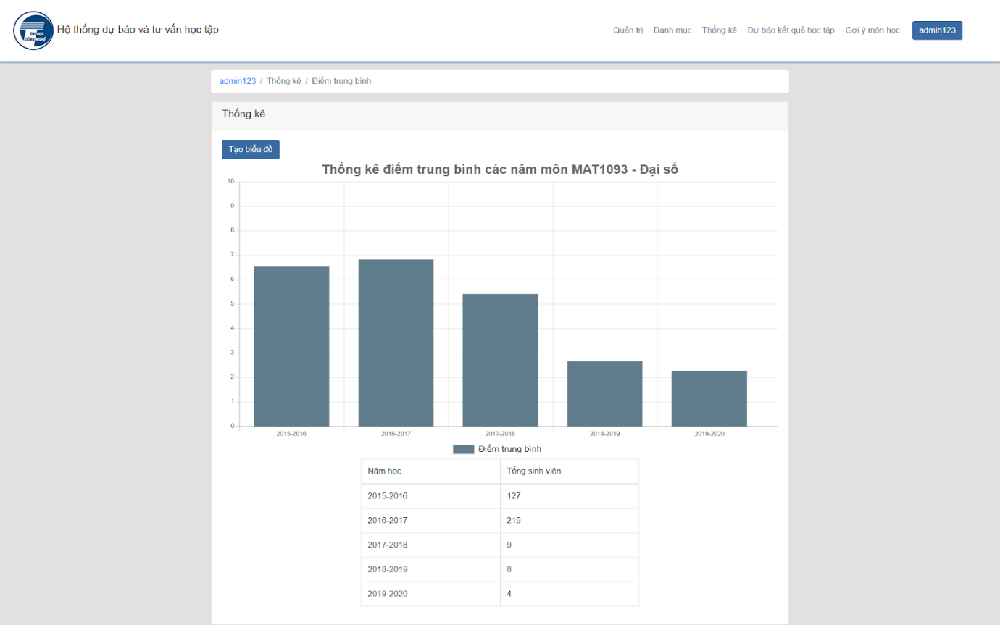 ĐẠI HỌC
CÔNG NGHỆ
Hệ thống dự báo và tư vấn học tập
Quản trị Danh mục Thống kê Dự báo kết quả học tập Gợi ý môn học admin123
admin123 / Thống kê / Điểm trung bình
Thống kê
Tạo biểu đồ
Thống kê điểm trung bình các năm môn MAT1093 - Đại số
10
9
8
7
6
5
4
3
2
1
0
2015-2016 2016-2017 2017-2018 2018-2019 2019-2020
Điểm trung bình
Năm học Tổng sinh viên
2015-2016 127
2016-2017 219
2017-2018 9
2018-2019 8
2019-2020 4